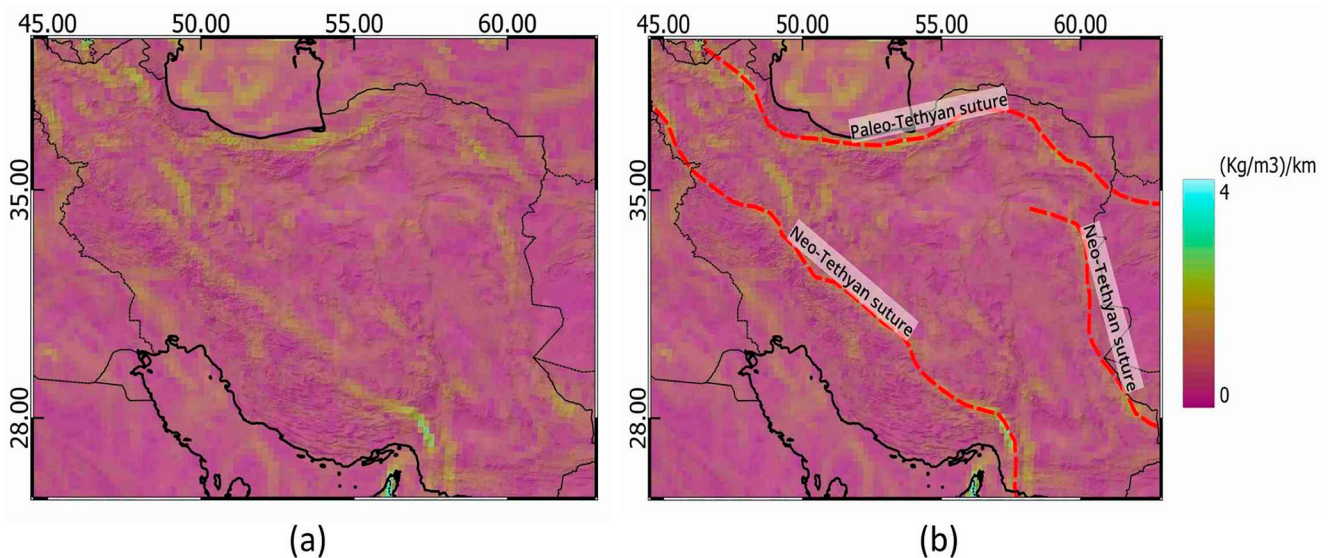 45.00 50.00 55.00 60.00
35.00
28.00
(a)
45.00 50.00 55.00 60.00
35.00
28.00
Paleo-Tethyan suture
Neo-Tethyan suture
Neo-Tethyan suture
(b)
(Kg/m3)/km
4
0